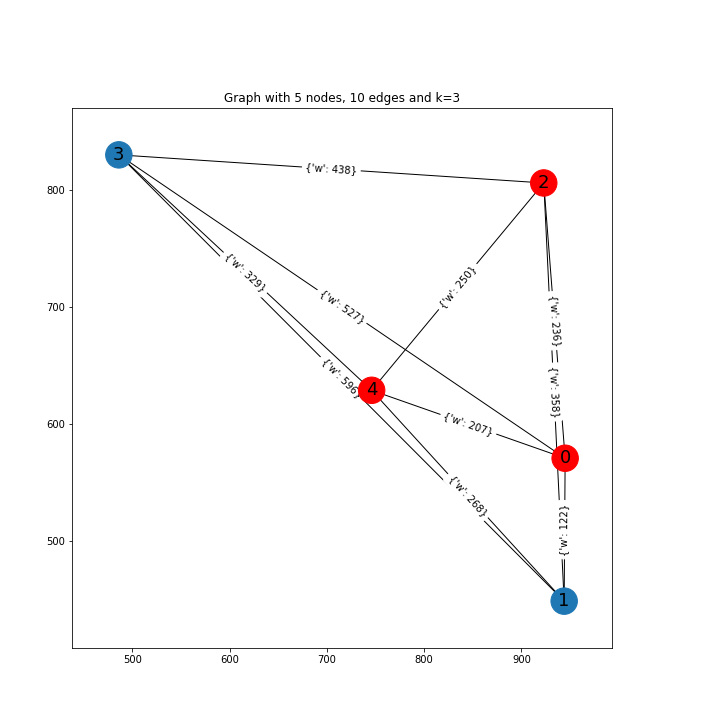 Graph with 5 nodes, 10 edges and k=3
3
{'w': 438}
2
800
{'w': 329}
{'w': 250}
700
{'w': 527}
{'w': 236}
{'w': 596}
4
{'w': 358}
600
{'w': 207}
0
{'w': 268}
500
{'w': 122}
1
500 600 700 800 900